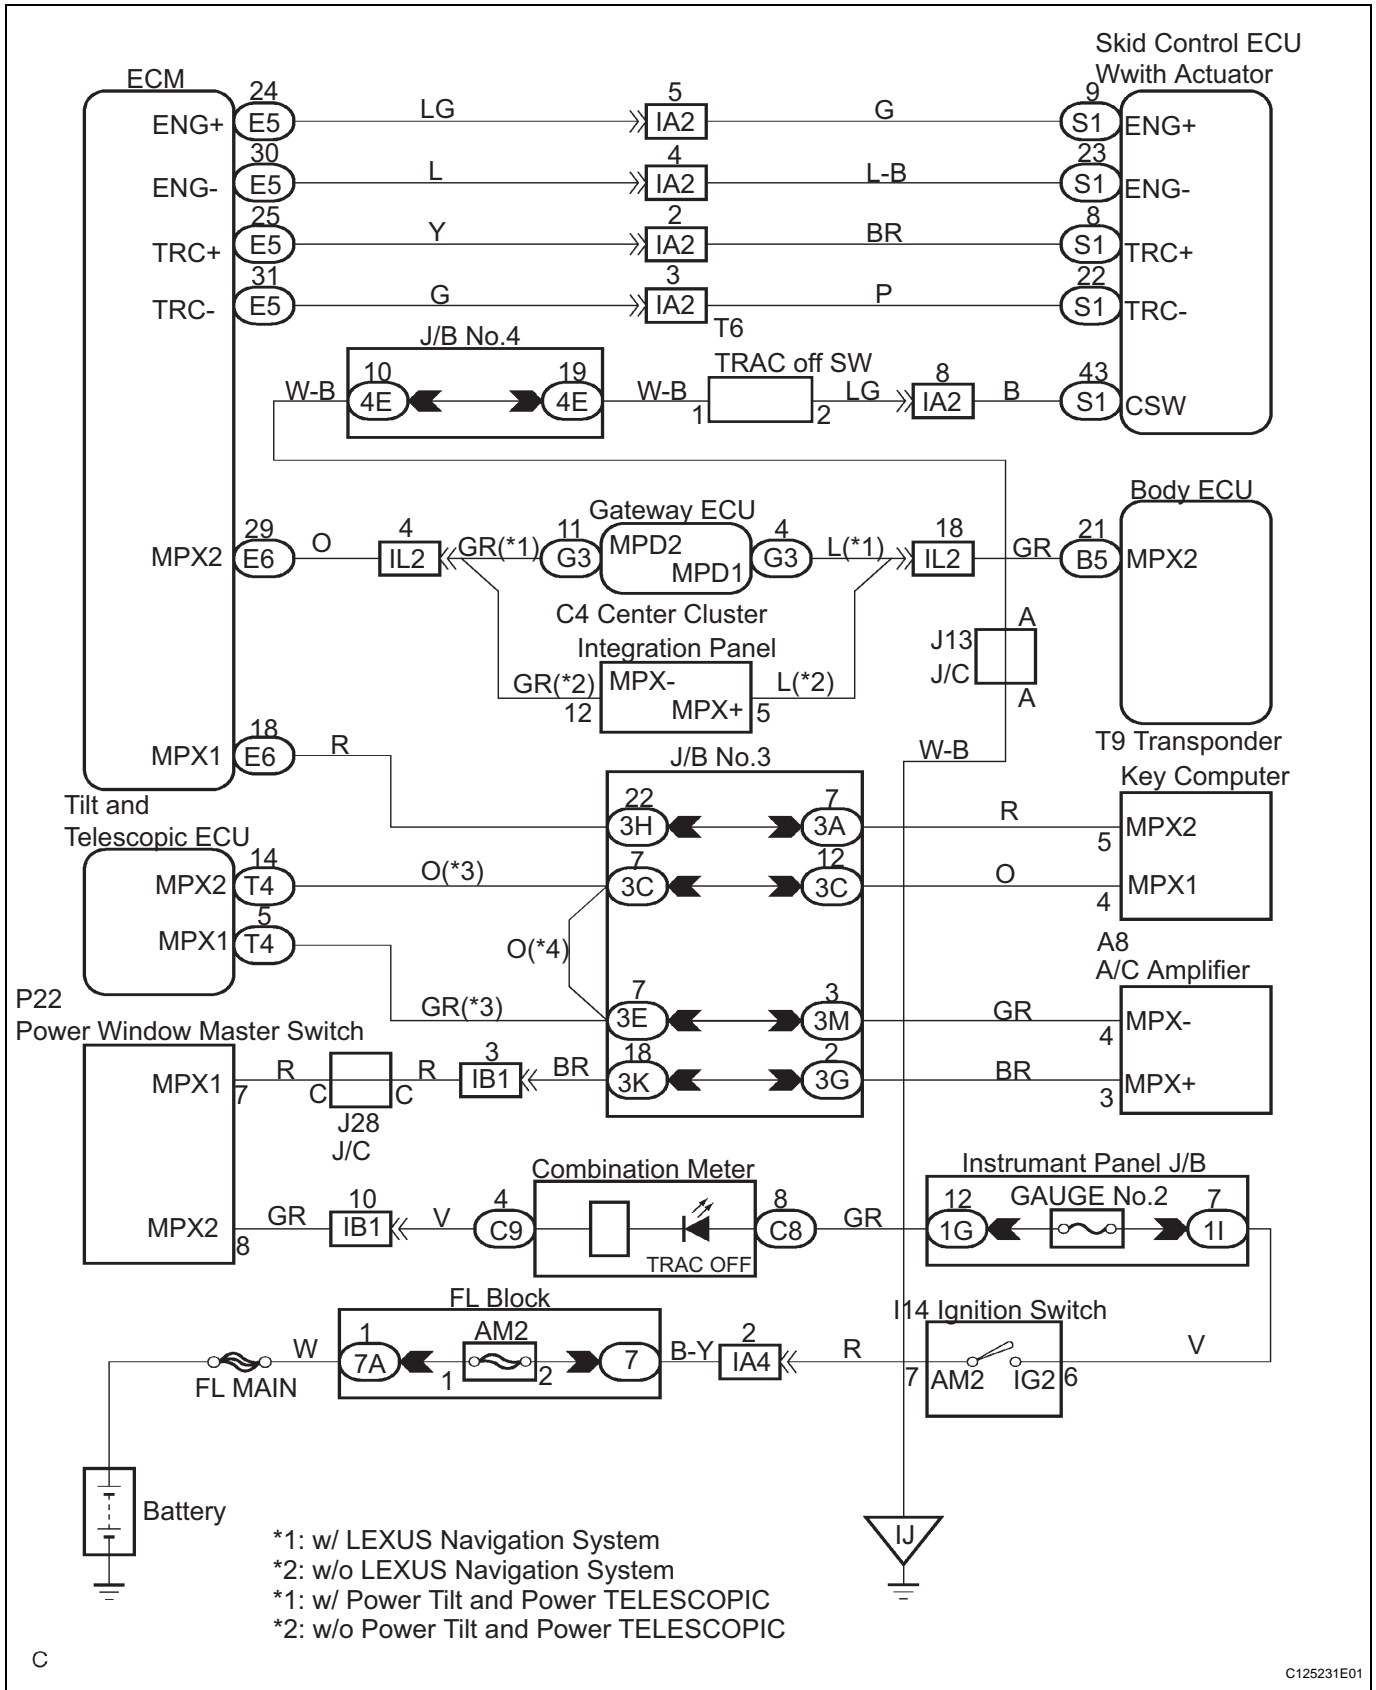 Skid Control ECU
Wwith Actuator
ECM
24
5
9
ENG+
E5
LG
IA2
G
S1
ENG+
30
4
23
ENG-
E5
L
IA2
L-B
S1
ENG-
25
2
8
TRC+
E5
Y
IA2
BR
S1
TRC+
31
3
22
TRC-
E5
G
IA2
P
S1
TRC-
T6
J/B No.4
TRAC off SW
10
19
8
43
W-B
4E
4E
W-B
1
2
LG
IA2
B
S1
CSW
Body ECU
Gateway ECU
29
4
11
4
18
21
MPX2
E6
O
IL2
GR(*1)
G3
MPD2
MPD1
G3
L(*1)
IL2
GR
B5
MPX2
C4 Center Cluster
Integration Panel
A
J13
J/C
A
GR(*2)
12
MPX-
MPX+
5
L(*2)
18
MPX1
E6
R
J/B No.3
W-B
T9 Transponder
Key Computer
22
7
3H
3A
R
5
MPX2
Tilt and
Telescopic ECU
14
7
12
MPX2
T4
O(*3)
3C
3C
O
4
MPX1
5
MPX1
T4
O(*4)
A8
A/C Amplifier
7
3
GR(*3)
3E
3M
GR
4
MPX-
P22
Power Window Master Switch
3
18
2
MPX1
7
R
C
C
R
IB1
BR
3K
3G
BR
3
MPX+
J28
J/C
Combination Meter
Instrumant Panel J/B
10
4
8
12
GAUGE No.2
7
MPX2
8
GR
IB1
V
C9
TRAC OFF
C8
GR
1G
1I
FL Block
I14 Ignition Switch
1
AM2
2
W
7A
1
2
7
B-Y
IA4
R
7
AM2
IG2
6
V
FL MAIN
Battery
IJ
*1: w/ LEXUS Navigation System
*2: w/o LEXUS Navigation System
*1: w/ Power Tilt and Power TELESCOPIC
*2: w/o Power Tilt and Power TELESCOPIC
C
C125231E01